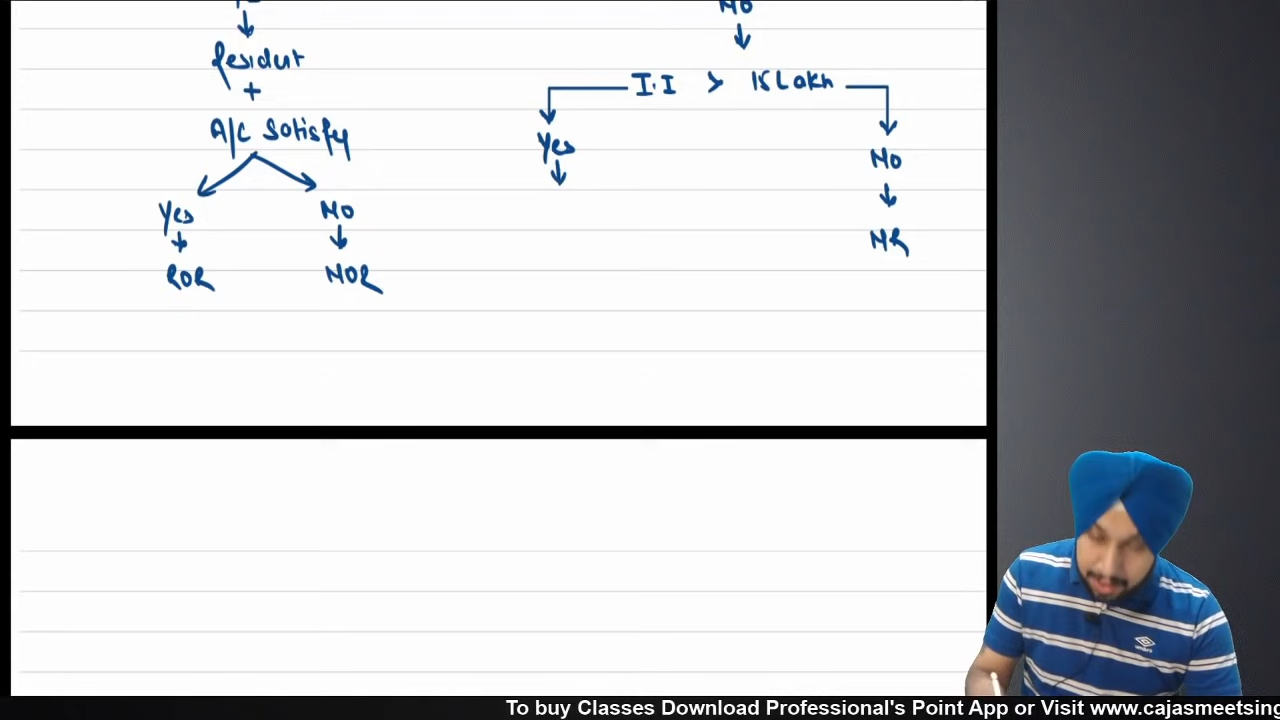 No
Resident
+
I.I > 15 Lakh
A/C satisfy
Yes
No
Yes
No
ROR
NOR
NR
umbro
To buy Classes Download Professional's Point App or Visit www.cajasmeetsing